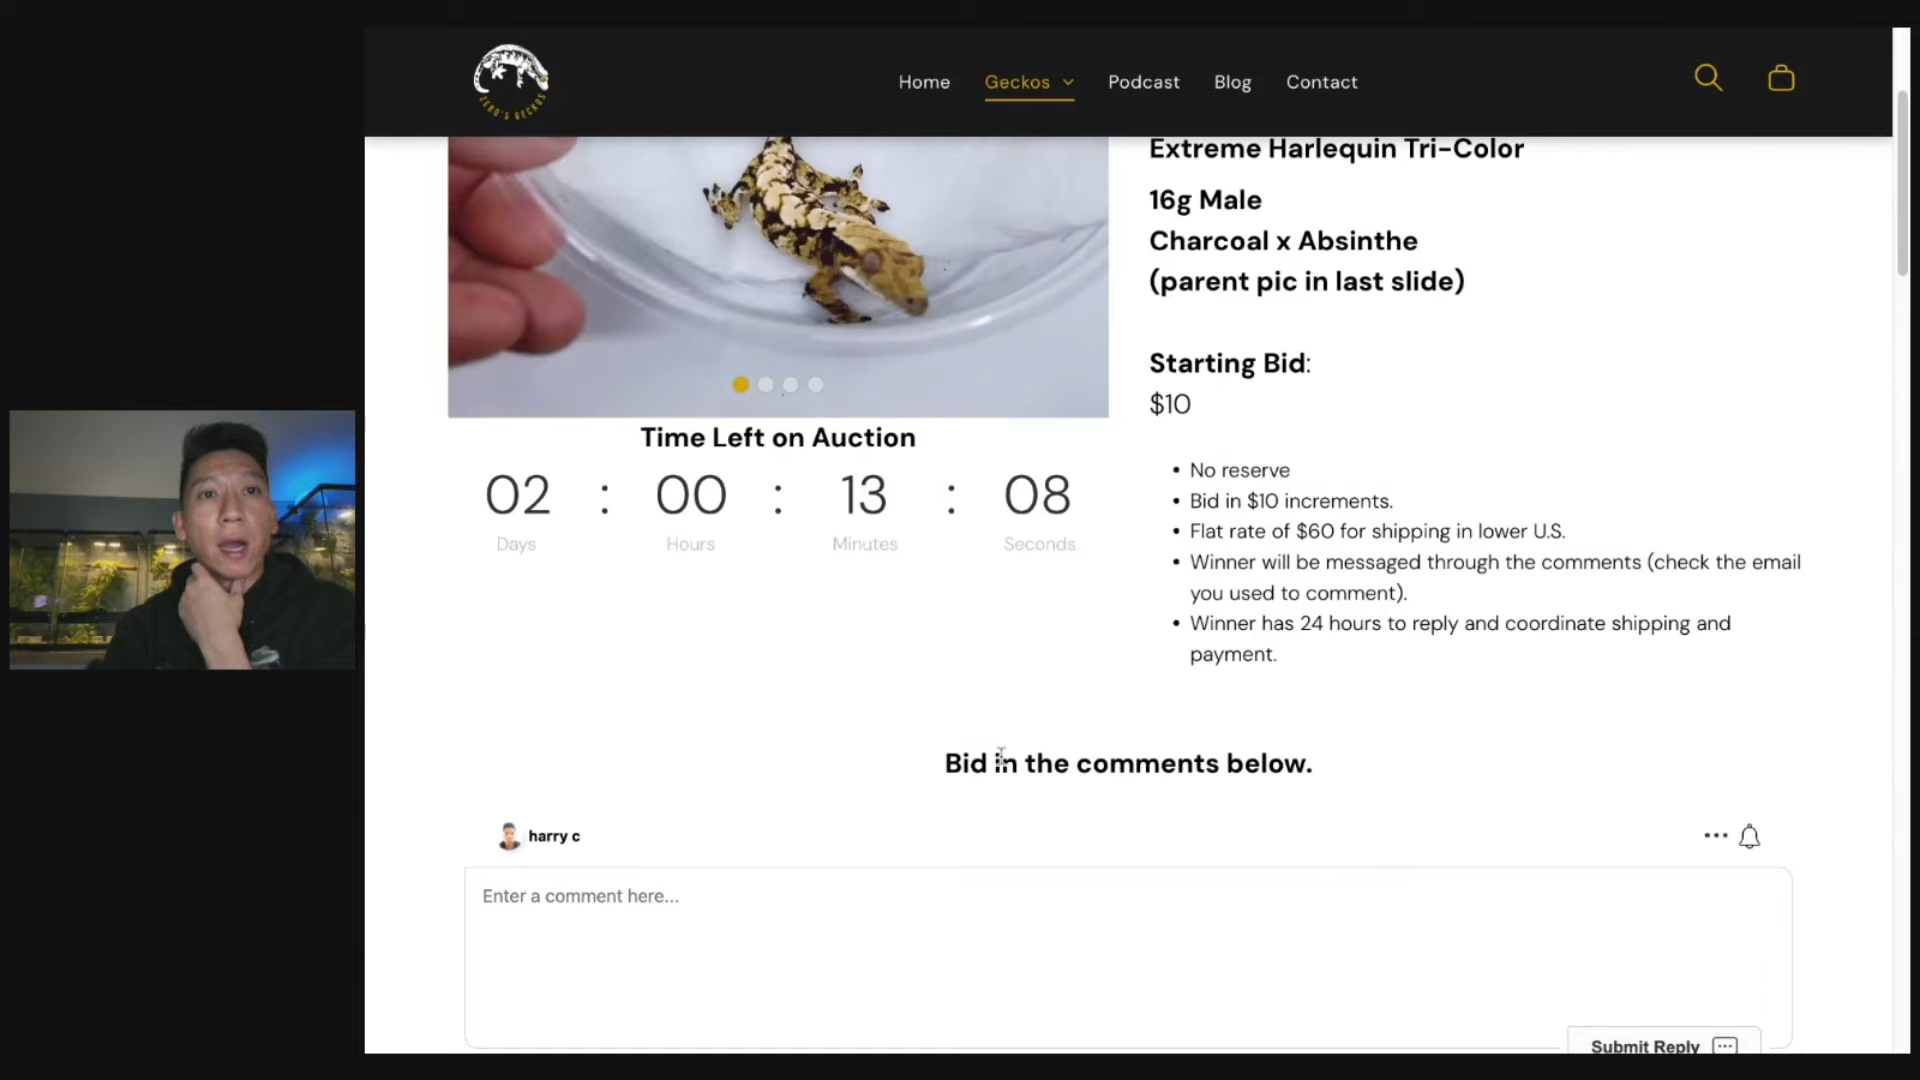 ZERO'S GECKOS
Home
Geckos
Podcast
Blog
Contact
Extreme Harlequin Tri-Color
16g Male
Charcoal x Absinthe
(parent pic in last slide)
Starting Bid:
$10
Time Left on Auction
02 : 00 : 13 : 08
Days Hours Minutes Seconds
• No reserve
• Bid in $10 increments.
• Flat rate of $60 for shipping in lower U.S.
• Winner will be messaged through the comments (check the email
you used to comment).
• Winner has 24 hours to reply and coordinate shipping and
payment.
Bid in the comments below.
harry c
Enter a comment here...
Submit Reply